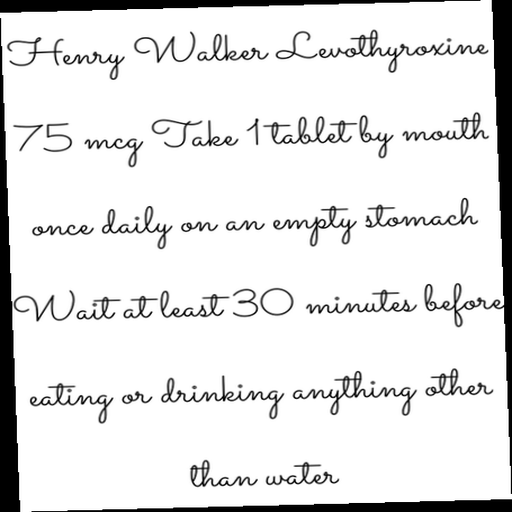 Henry Walker Levothyroxine
75 mcg Take 1 tablet by mouth
once daily on an empty stomach
Wait at least 30 minutes before
eating or drinking anything other
than water